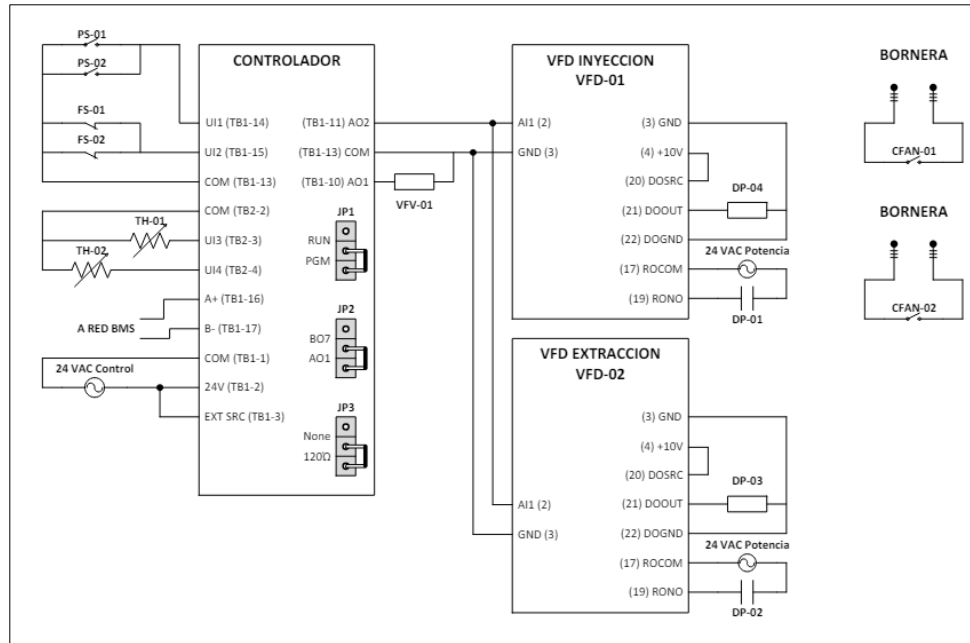 PS-01
PS-02
FS-01
FS-02
TH-01
TH-02
A RED BMS
24 VAC Control
CONTROLADOR
UI1 (TB1-14)
UI2 (TB1-15)
COM (TB1-13)
COM (TB2-2)
UI3 (TB2-3)
UI4 (TB2-4)
A+ (TB1-16)
B- (TB1-17)
COM (TB1-1)
24V (TB1-2)
EXT SRC (TB1-3)
(TB1-11) AO2
(TB1-13) COM
(TB1-10) AO1
JP1
RUN
PGM
JP2
BO7
AO1
JP3
None
120Ω
VFV-01
VFD INYECCION
VFD-01
AI1 (2)
GND (3)
(3) GND
(4) +10V
(20) DOSRC
(21) DOOUT
(22) DOGND
(17) ROCOM
(19) RONO
DP-04
24 VAC Potencia
DP-01
VFD EXTRACCION
VFD-02
AI1 (2)
GND (3)
(3) GND
(4) +10V
(20) DOSRC
(21) DOOUT
(22) DOGND
(17) ROCOM
(19) RONO
DP-03
24 VAC Potencia
DP-02
BORNERA
CFAN-01
BORNERA
CFAN-02